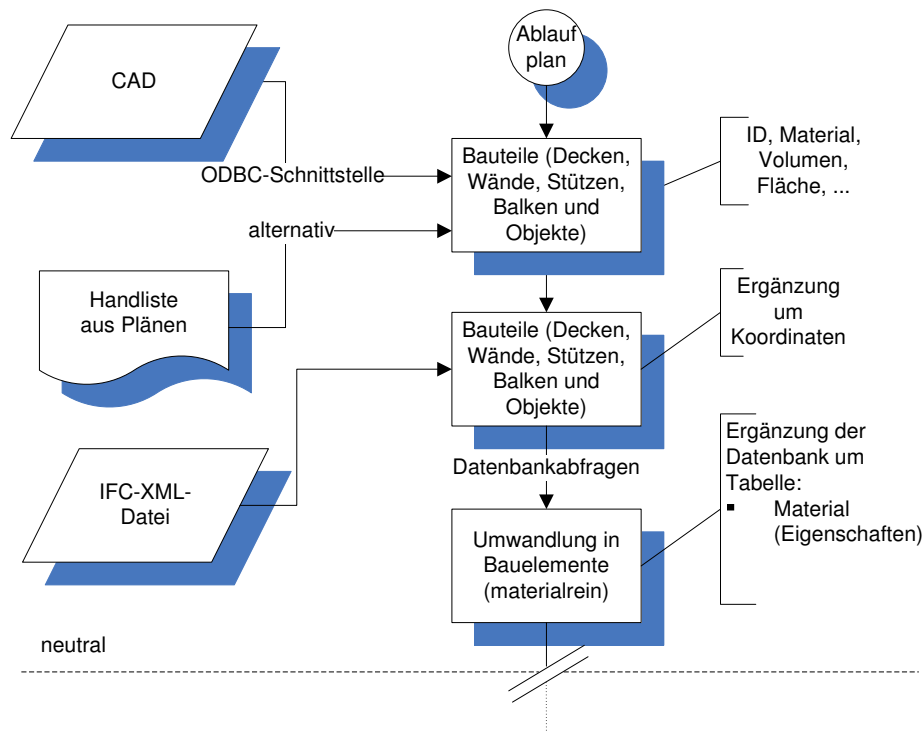 Ablauf
plan
CAD
ODBC-Schnittstelle
alternativ
Bauteile (Decken,
Wände, Stützen,
Balken und
Objekte)
ID, Material,
Volumen,
Fläche, ...
Handliste
aus Plänen
Bauteile (Decken,
Wände, Stützen,
Balken und
Objekte)
Ergänzung
um
Koordinaten
Datenbankabfragen
IFC-XML-
Datei
Umwandlung in
Bauelemente
(materialrein)
Ergänzung der
Datenbank um
Tabelle:
▪ Material
(Eigenschaften)
neutral